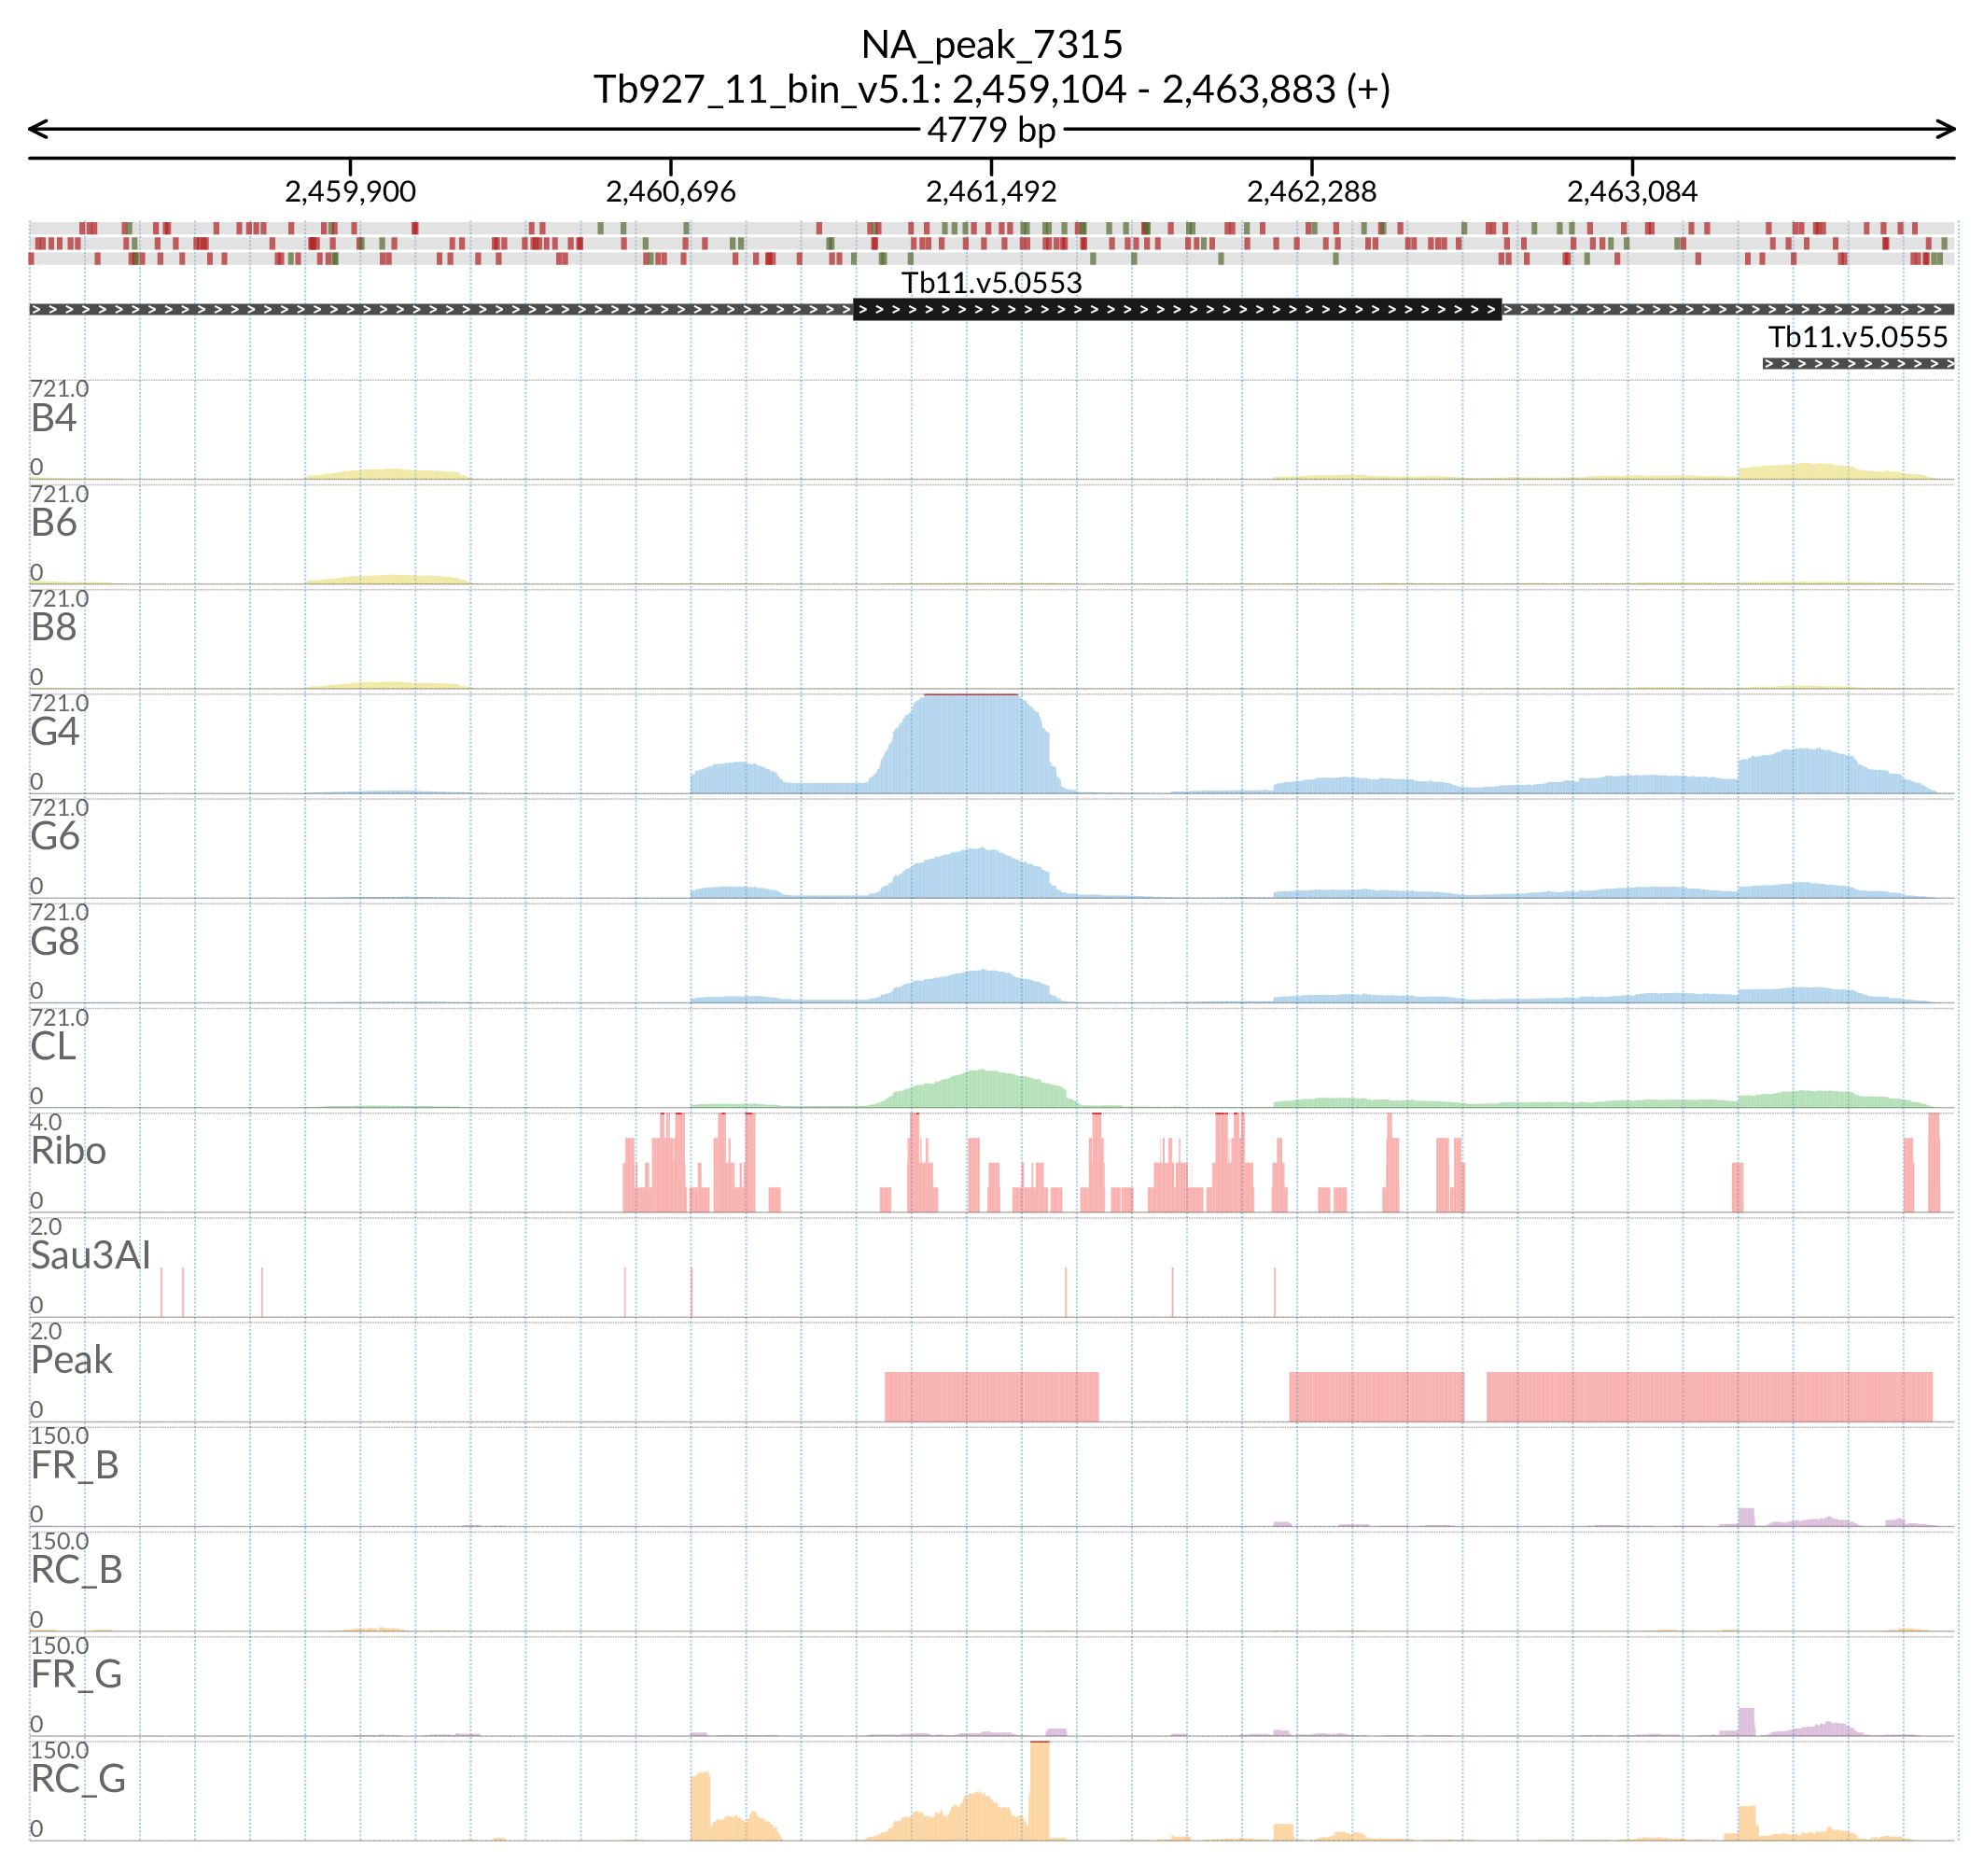 NA_peak_7315
Tb927_11_bin_v5.1: 2,459,104 - 2,463,883 (+)
4779 bp
2,459,900 2,460,696 2,461,492 2,462,288 2,463,084
Tb11.v5.0553
Tb11.v5.0555
721.0
B4
0
721.0
B6
0
721.0
B8
0
721.0
G4
0
721.0
G6
0
721.0
G8
0
721.0
CL
0
4.0
Ribo
0
2.0
Sau3AI
0
2.0
Peak
0
150.0
FR_B
0
150.0
RC_B
0
150.0
FR_G
0
150.0
RC_G
0